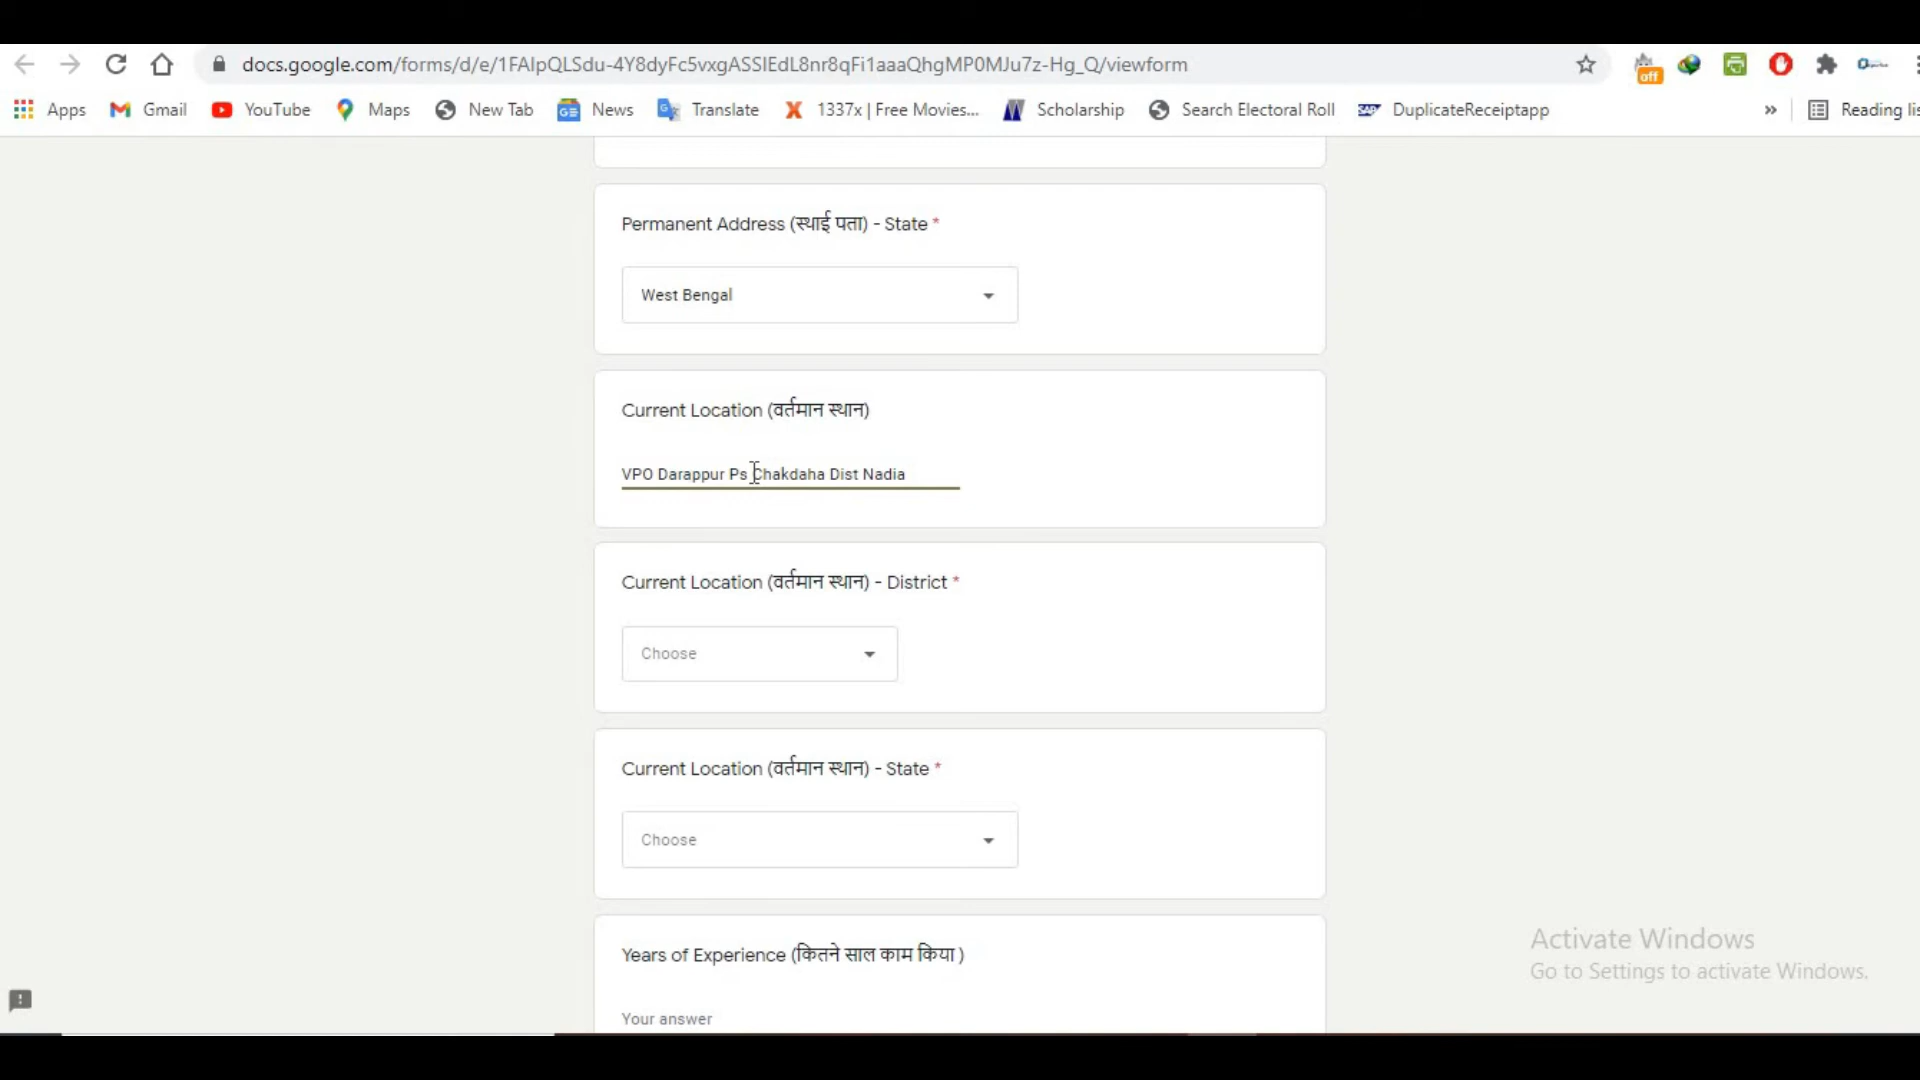 docs.google.com/forms/d/e/1FAIpQLSdu-4Y8dyFc5vxgASSIEdL8nr8qFi1aaaQhgMP0MJu7z-Hg_Q/viewform
off
Apps Gmail YouTube Maps New Tab GE News Translate X 1337x | Free Movies... Scholarship Search Electoral Roll SAP DuplicateReceiptapp » Reading lis
Permanent Address (स्थाई पता) - State *
West Bengal
Current Location (वर्तमान स्थान)
VPO Darappur Ps Chakdaha Dist Nadia
Current Location (वर्तमान स्थान) - District *
Choose
Current Location (वर्तमान स्थान) - State *
Choose
Years of Experience (कितने साल काम किया )
Your answer
Activate Windows
Go to Settings to activate Windows.